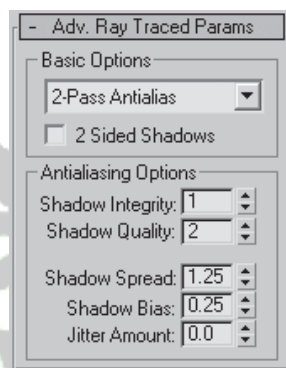 - Adv. Ray Traced Params
Basic Options
2-Pass Antialias
2 Sided Shadows
Antialiasing Options
Shadow Integrity: 1
Shadow Quality: 2
Shadow Spread: 1.25
Shadow Bias: 0.25
Jitter Amount: 0.0